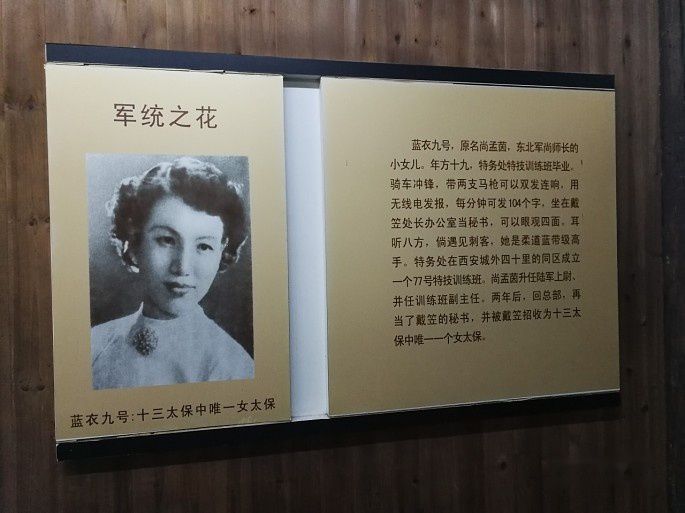 军统之花
蓝衣九号:十三太保中唯一女太保
蓝衣九号，原名尚孟茵，东北军尚师长的
小女儿。年方十九，特务处特技训练班毕业。
骑车冲锋，带两支马枪可以双发连响，用
无线电发报，每分钟可发104个字，坐在戴
笠处长办公室当秘书，可以眼观四面，耳
听八方，倘遇见刺客，她是柔道蓝带级高
手。特务处在西安城外四十里的同区成立
一个77号特技训练班。尚孟茵升任陆军上尉、
井任训练班副主任，两年后，回总部，再
当了戴笠的秘书，并被戴笠招收为十三太
保中唯一一个女太保。